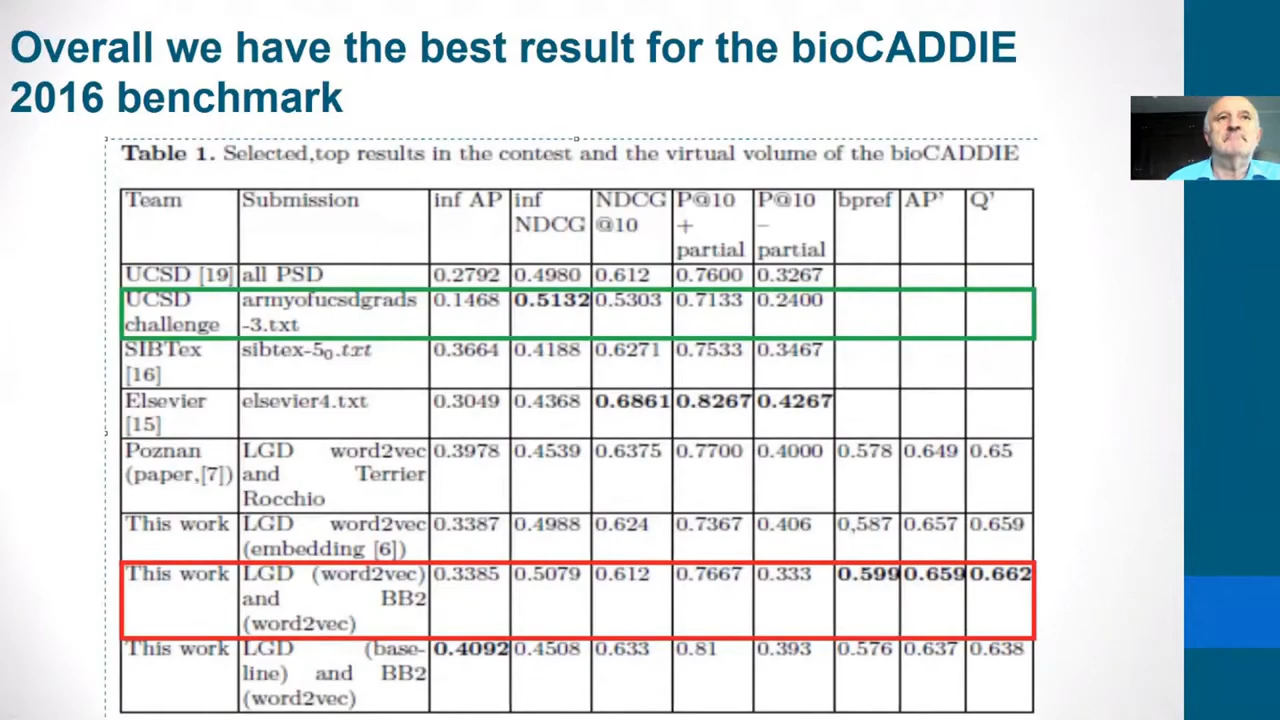 Overall we have the best result for the bioCADDIE
2016 benchmark
Table 1. Selected,top results in the contest and the virtual volume of the bioCADDIE
Team Submission inf AP inf NDCG NDCG @10 P@10 + partial P@10 – partial bpref AP' Q'
UCSD [19] all PSD 0.2792 0.4980 0.612 0.7600 0.3267
UCSD armyofucsdgrads 0.1468 0.5132 0.5303 0.7133 0.2400
challenge -3.txt
SIBTex sibtex-5₀.txt 0.3664 0.4188 0.6271 0.7533 0.3467
[16]
Elsevier elsevier4.txt 0.3049 0.4368 0.6861 0.8267 0.4267
[15]
Poznan LGD word2vec 0.3978 0.4539 0.6375 0.7700 0.4000 0.578 0.649 0.65
(paper,[7]) and Terrier
Rocchio
This work LGD word2vec 0.3387 0.4988 0.624 0.7367 0.406 0,587 0.657 0.659
(embedding [6])
This work LGD (word2vec) 0.3385 0.5079 0.612 0.7667 0.333 0.599 0.659 0.662
and BB2
(word2vec)
This work LGD (base- 0.4092 0.4508 0.633 0.81 0.393 0.576 0.637 0.638
line) and BB2
(word2vec)